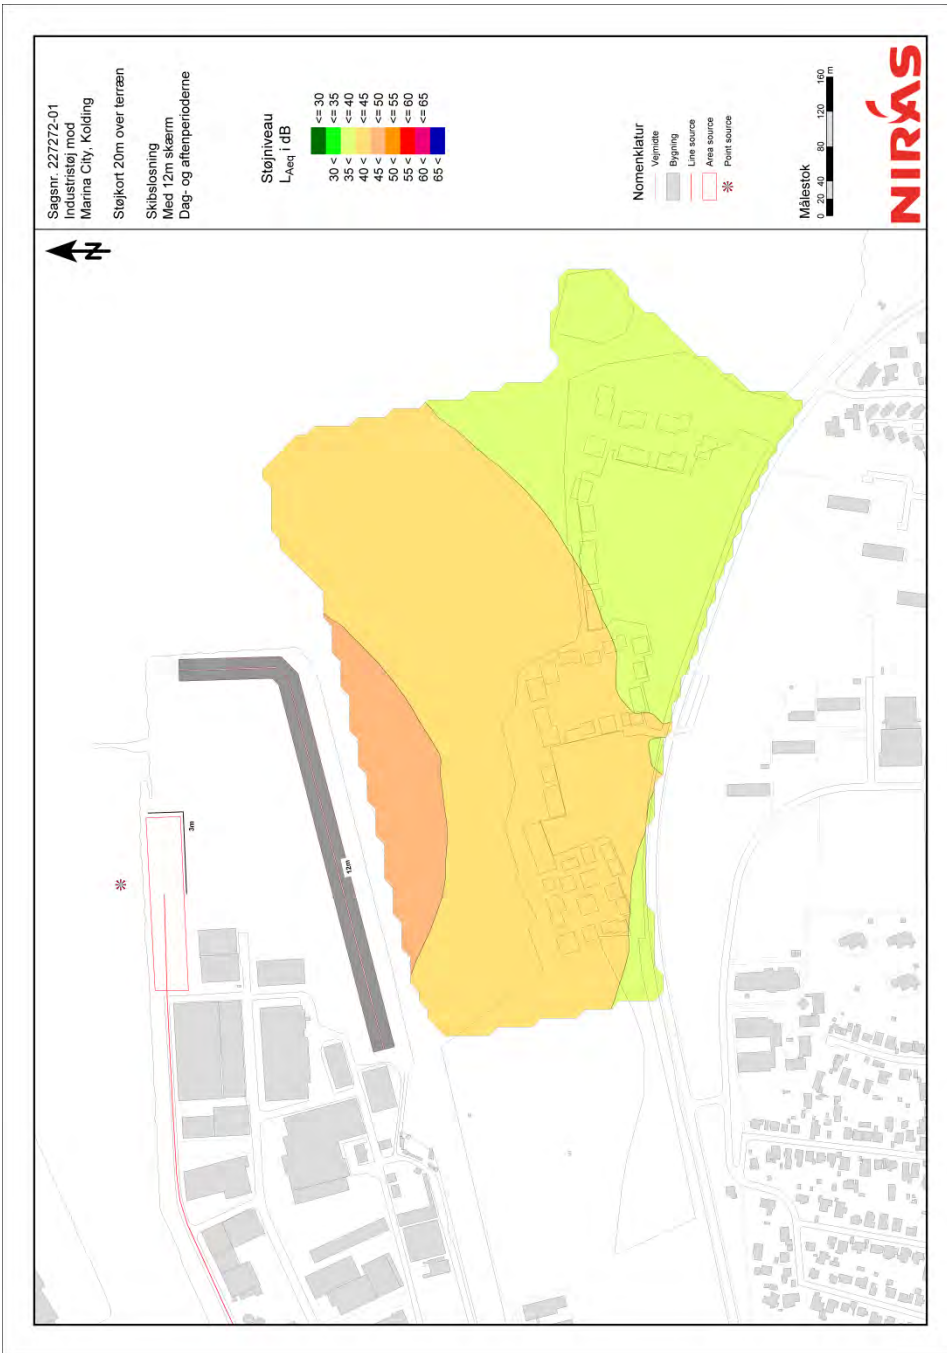 Sagsnr. 227272-01
Industristøj mod
Marina City, Kolding
Støjkort 20m over terræn
Skibslosning
Med 12m skærm
Dag- og aftenperioderne
Støjniveau
LAeq i dB
<= 30
30< <= 35
35< <= 40
40< <= 45
45< <= 50
50< <= 55
55< <= 60
60< <= 65
65<
Nomenklatur
Vejmidte
Bygning
Line source
Area source
Point source
Målestok
0 20 40 80 120 160
m
NIRAS
N
3m
12m